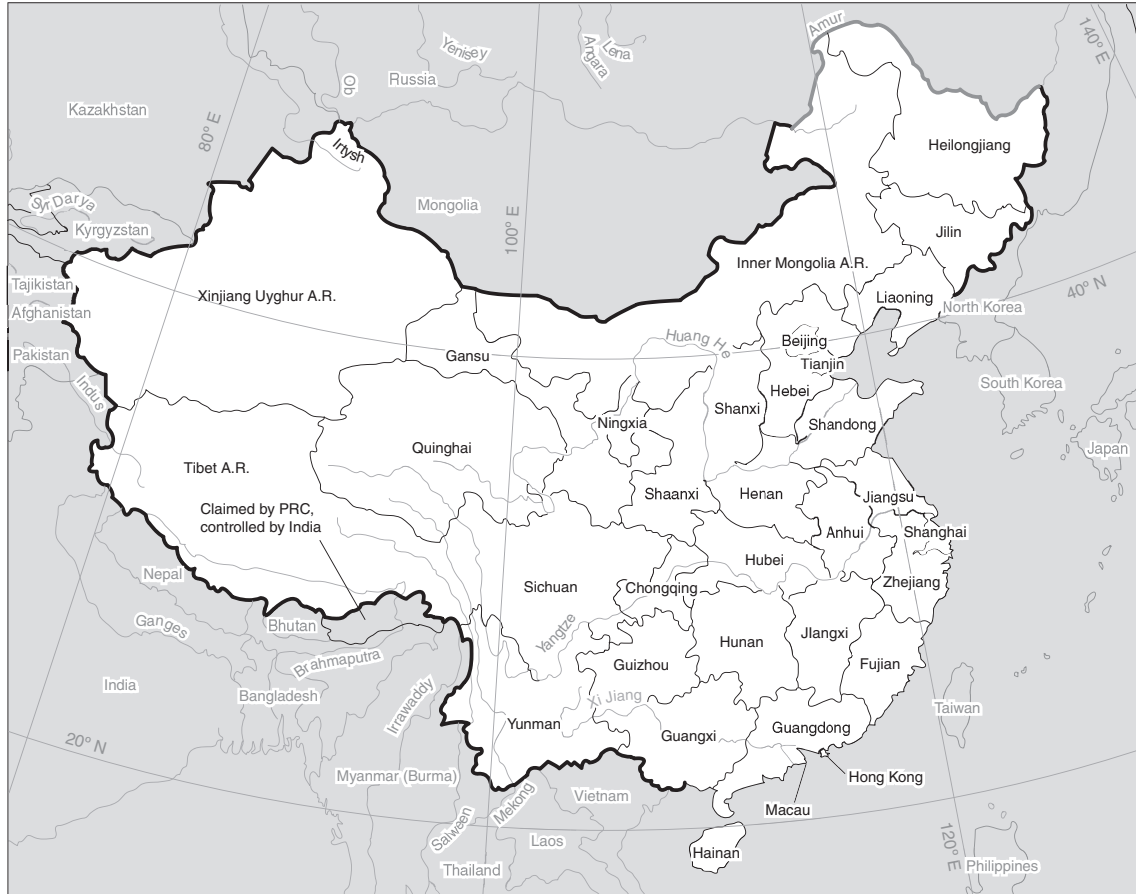 Amur
140° E
Yenisey
Lena
Angara
Russia
Ob
Kazakhstan
80° E
Irtysh
Heilongjiang
Syr Darya
Mongolia
100° E
Kyrgyzstan
Jilin
Inner Mongolia A.R.
Tajikistan
Xinjiang Uyghur A.R.
Liaoning
40° N
Afghanistan
North Korea
Huang He
Beijing
Pakistan
Gansu
Tianjin
Indus
Hebei
South Korea
Shanxi
Ningxia
Shandong
Quinghai
Japan
Tibet A.R.
Shaanxi
Henan
Jiangsu
Claimed by PRC,
controlled by India
Anhui
Shanghai
Hubei
Nepal
Sichuan
Chongqing
Zhejiang
Ganges
Bhutan
Yangtze
Hunan
JIangxi
Brahmaputra
Guizhou
Fujian
India
Bangladesh
Irrawaddy
Xi Jiang
Taiwan
Yunman
Guangxi
Guangdong
20° N
Myanmar (Burma)
Hong Kong
Mekong
Vietnam
Macau
Salween
Laos
120° E
Hainan
Thailand
Philippines